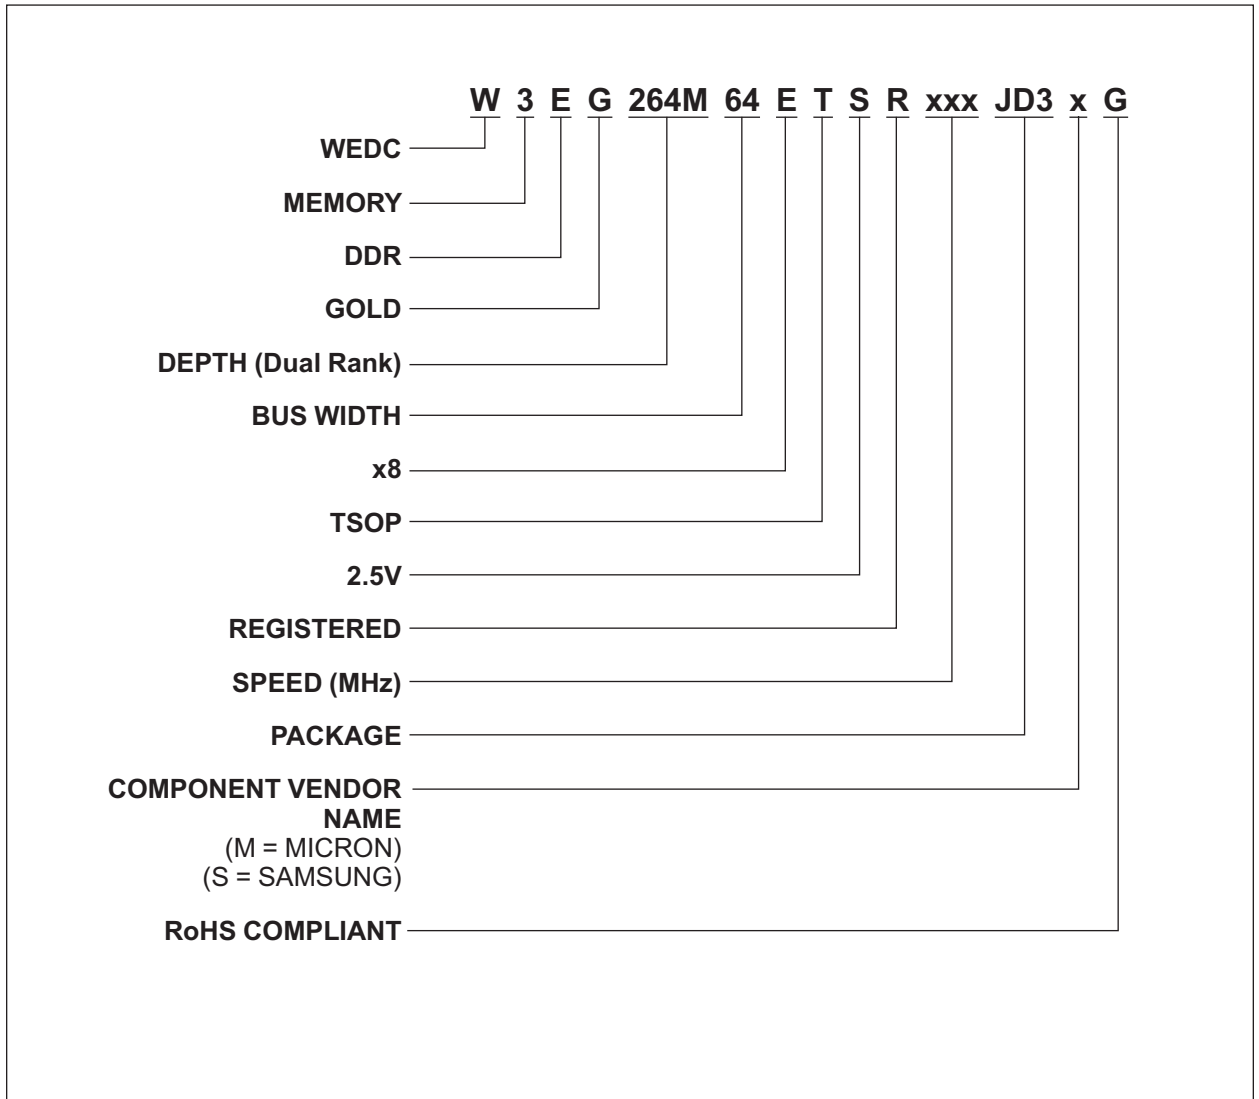 W 3 E G 264M 64 E T S R xxx JD3 x G
WEDC
MEMORY
DDR
GOLD
DEPTH (Dual Rank)
BUS WIDTH
x8
TSOP
2.5V
REGISTERED
SPEED (MHz)
PACKAGE
COMPONENT VENDOR
NAME
(M = MICRON)
(S = SAMSUNG)
RoHS COMPLIANT